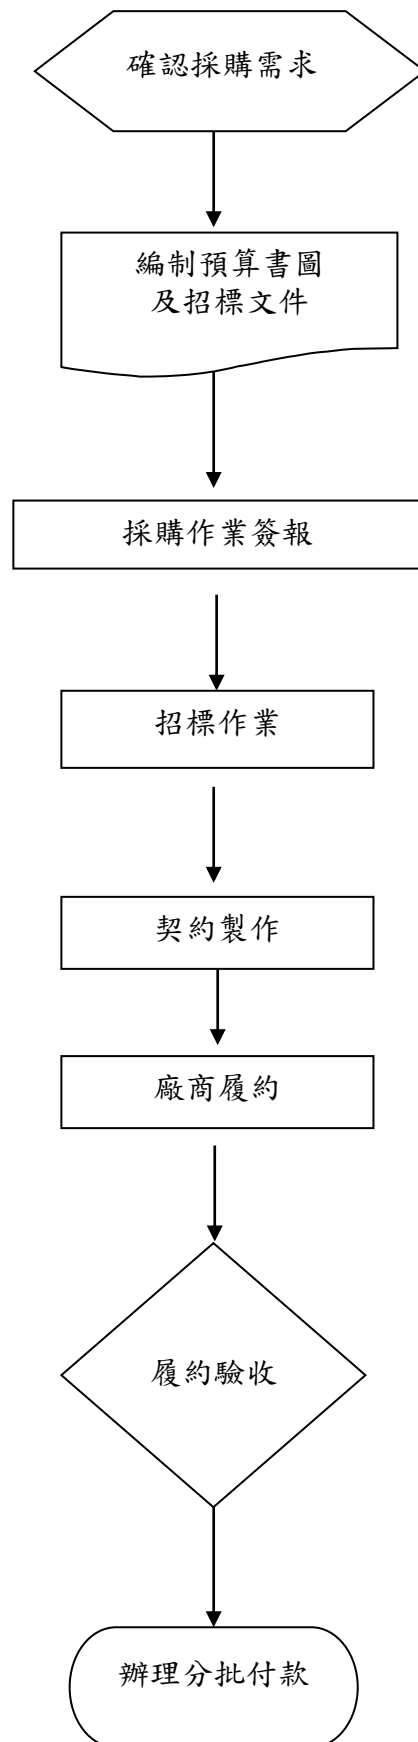 確認採購需求
編制預算書圖
及招標文件
採購作業簽報
招標作業
契約製作
廠商履約
履約驗收
辦理分批付款